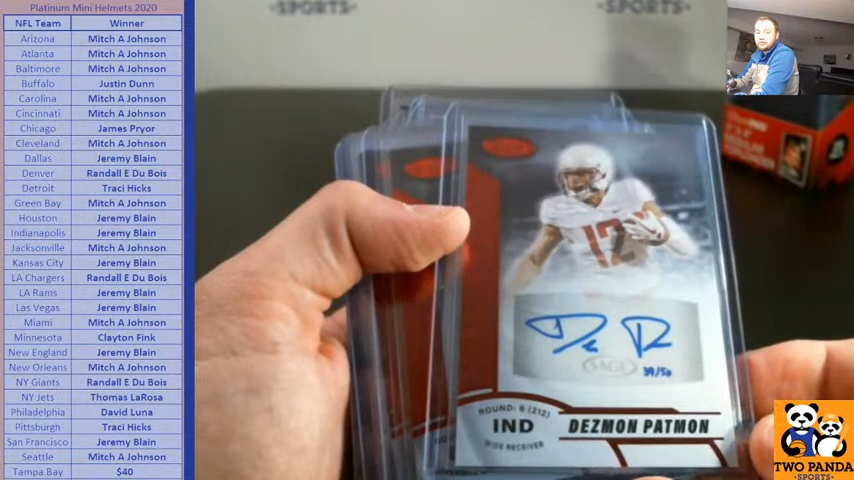 Platinum Mini Helmets 2020
NFL Team Winner
Arizona Mitch A Johnson
Atlanta Mitch A Johnson
Baltimore Mitch A Johnson
Buffalo Justin Dunn
Carolina Mitch A Johnson
Cincinnati Mitch A Johnson
Chicago James Pryor
Cleveland Mitch A Johnson
Dallas Jeremy Blain
Denver Randall E Du Bois
Detroit Traci Hicks
Green Bay Mitch A Johnson
Houston Jeremy Blain
Indianapolis Jeremy Blain
Jacksonville Mitch A Johnson
Kansas City Jeremy Blain
LA Chargers Randall E Du Bois
LA Rams Jeremy Blain
Las Vegas Jeremy Blain
Miami Mitch A Johnson
Minnesota Clayton Fink
New England Jeremy Blain
New Orleans Mitch A Johnson
NY Giants Randall E Du Bois
NY Jets Thomas LaRosa
Philadelphia David Luna
Pittsburgh Traci Hicks
San Francisco Jeremy Blain
Seattle Mitch A Johnson
Tampa Bay $40
SPORTS
SPORTS
12
SAGE
39/50
ROUND: 6 (212)
IND
WIDE RECEIVER
DEZMON PATMON
TWO PANDA
SPORTS